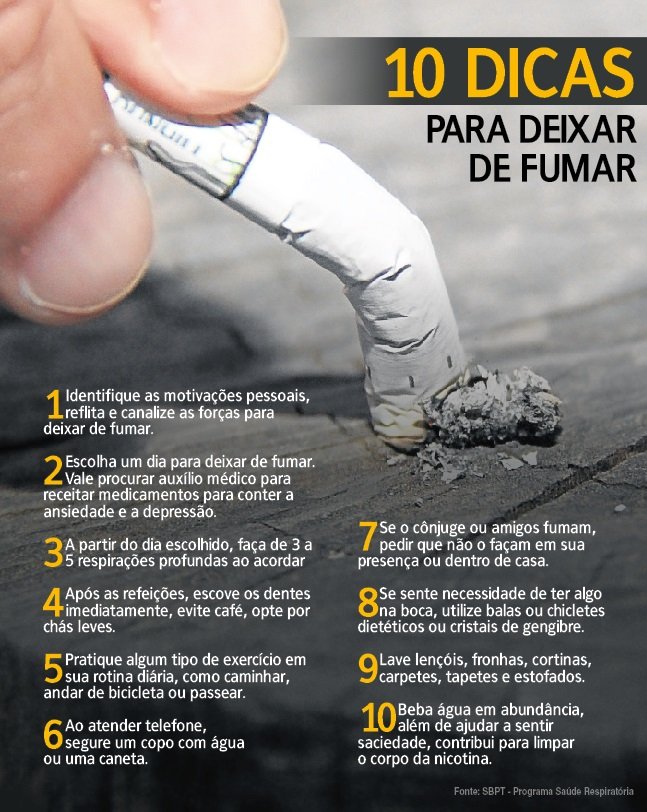 10 DICAS
PARA DEIXAR
DE FUMAR
1 Identifique as motivações pessoais,
reflita e canalize as forças para
deixar de fumar.
2 Escolha um dia para deixar de fumar.
Vale procurar auxílio médico para
receitar medicamentos para conter a
ansiedade e a depressão.
3 A partir do dia escolhido, faça de 3 a
5 respirações profundas ao acordar
4 Após as refeições, escove os dentes
imediatamente, evite café, opte por
chás leves.
5 Pratique algum tipo de exercício em
sua rotina diária, como caminhar,
andar de bicicleta ou passear.
6 Ao atender telefone,
segure um copo com água
ou uma caneta.
7 Se o cônjuge ou amigos fumam,
pedir que não o façam em sua
presença ou dentro de casa.
8 Se sente necessidade de ter algo
na boca, utilize balas ou chicletes
dietéticos ou cristais de gengibre.
9 Lave lençóis, fronhas, cortinas,
carpetes, tapetes e estofados.
10 Beba água em abundância,
além de ajudar a sentir
saciedade, contribui para limpar
o corpo da nicotina.
Fonte: SBPT - Programa Saúde Respiratória